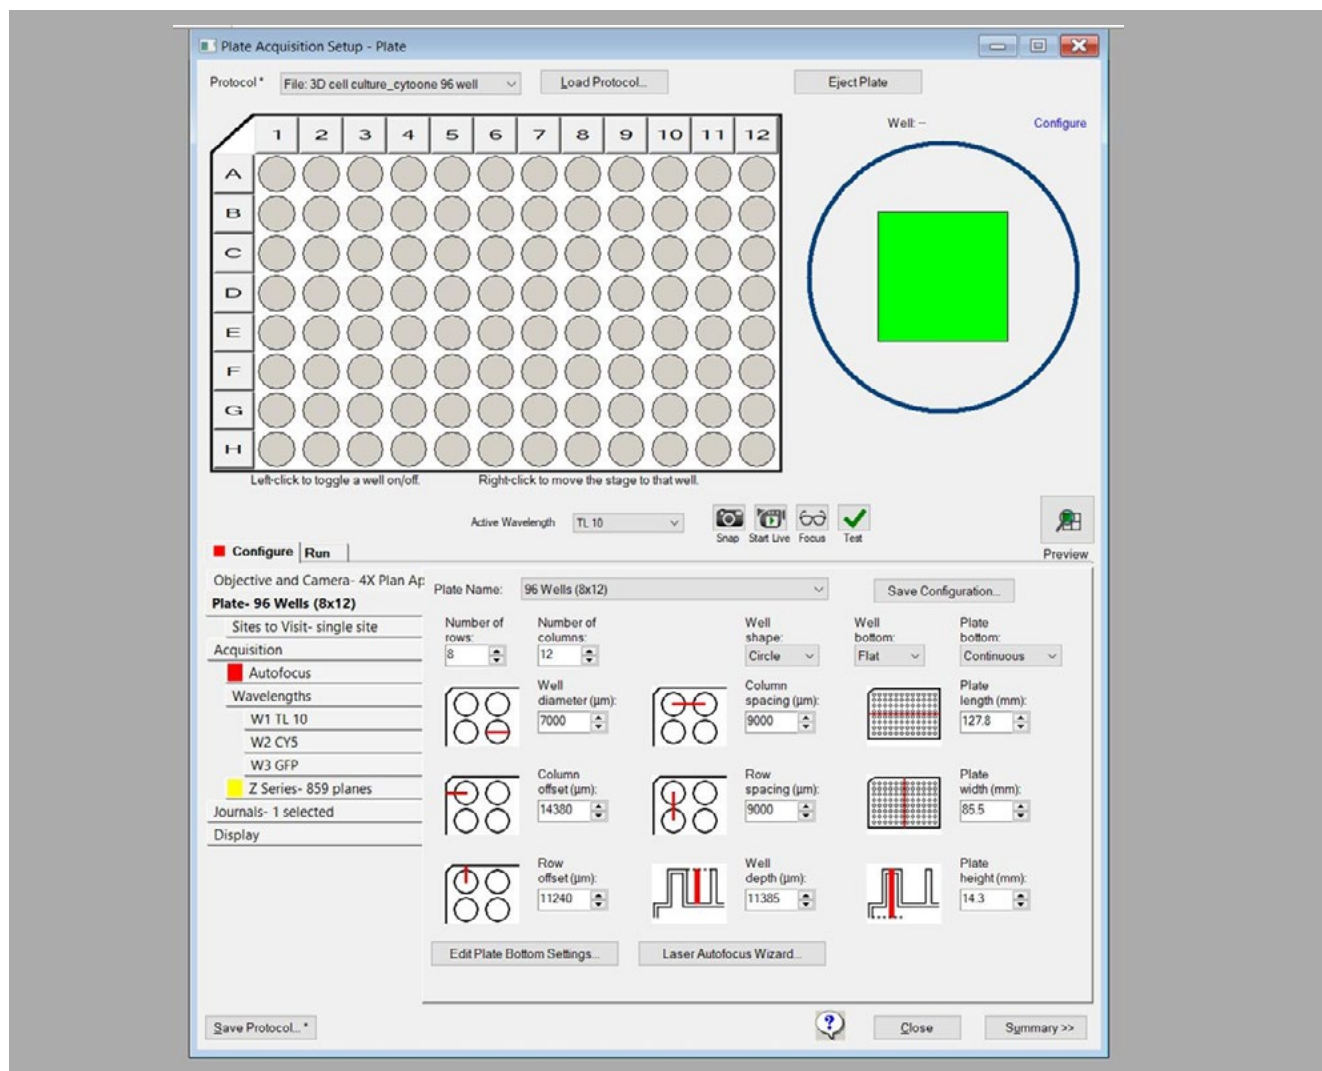 Plate Acquisition Setup - Plate
Protocol * File: 3D cell culture_cytoone 96 well Load Protocol... Eject Plate
Well: -- Configure
1 2 3 4 5 6 7 8 9 10 11 12
A
B
C
D
E
F
G
H
Left-click to toggle a well on/off. Right-click to move the stage to that well.
Active Wavelength TL 10
Snap Start Live Focus Test
Preview
Configure Run
Objective and Camera- 4X Plan Ap
Plate- 96 Wells (8x12)
Sites to Visit- single site
Acquisition
Autofocus
Wavelengths
W1 TL 10
W2 CY5
W3 GFP
Z Series- 859 planes
Journals- 1 selected
Display
Plate Name: 96 Wells (8x12) Save Configuration...
Number of rows:
8
Number of columns:
12
Well shape:
Circle
Well bottom:
Flat
Plate bottom:
Continuous
Well diameter (µm):
7000
Column spacing (µm):
9000
Plate length (mm):
127.8
Column offset (µm):
14380
Row spacing (µm):
9000
Plate width (mm):
85.5
Row offset (µm):
11240
Well depth (µm):
11385
Plate height (mm):
14.3
Edit Plate Bottom Settings... Laser Autofocus Wizard...
Save Protocol... * ? Close Summary >>